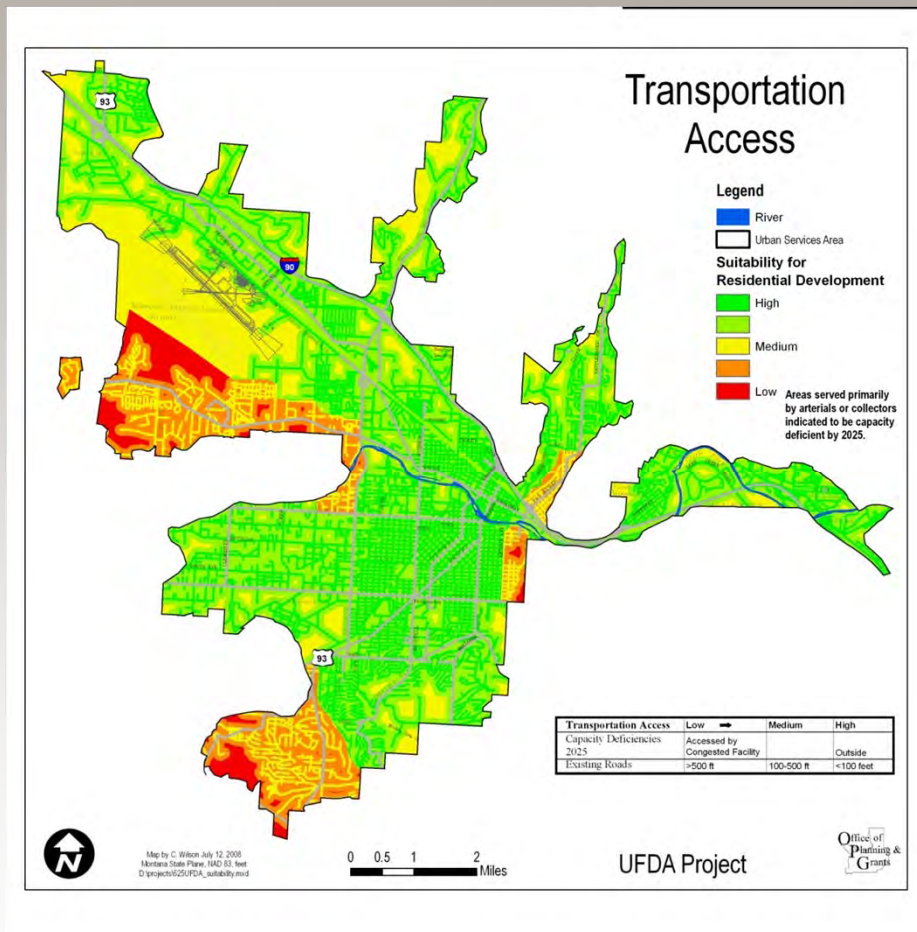 Transportation
Access
93
90
93
Legend
River
Urban Services Area
Suitability for
Residential Development
High
Medium
Low
Areas served primarily
by arterials or collectors
indicated to be capacity
deficient by 2025.
Transportation Access Low Medium High
Capacity Deficiencies
2025 Accessed by
Congested Facility Outside
Existing Roads >500 ft 100-500 ft <100 feet
N
Map by C. Wilson July 12, 2008
Montana State Plane, NAD 83, feet
D:\projects\625UFDA_suitability.mxd
0 0.5 1 2
Miles
UFDA Project
Office of
Planning &
Grants